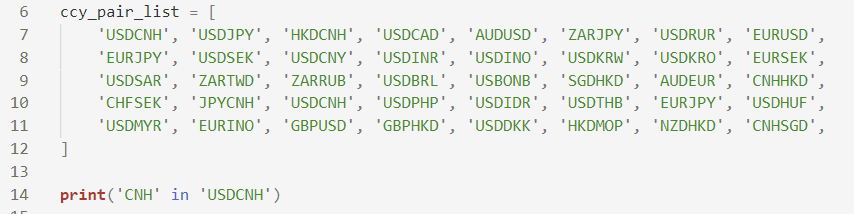 6 ccy_pair_list = [
7 'USDCNH', 'USDJPY', 'HKDCNH', 'USDCAD', 'AUDUSD', 'ZARJPY', 'USDRUR', 'EURUSD',
8 'EURJPY', 'USDSEK', 'USDCNY', 'USDINR', 'USDINO', 'USDKRW', 'USDKRO', 'EURSEK',
9 'USDSAR', 'ZARTWD', 'ZARRUB', 'USDBRL', 'USBONB', 'SGDHKD', 'AUDEUR', 'CNHHKD',
10 'CHFSEK', 'JPYCNH', 'USDCNH', 'USDPHP', 'USDIDR', 'USDTHB', 'EURJPY', 'USDHUF',
11 'USDMYR', 'EURINO', 'GBPUSD', 'GBPHKD', 'USDDKK', 'HKDMOP', 'NZDHKD', 'CNHSGD',
12 ]
13
14 print('CNH' in 'USDCNH')